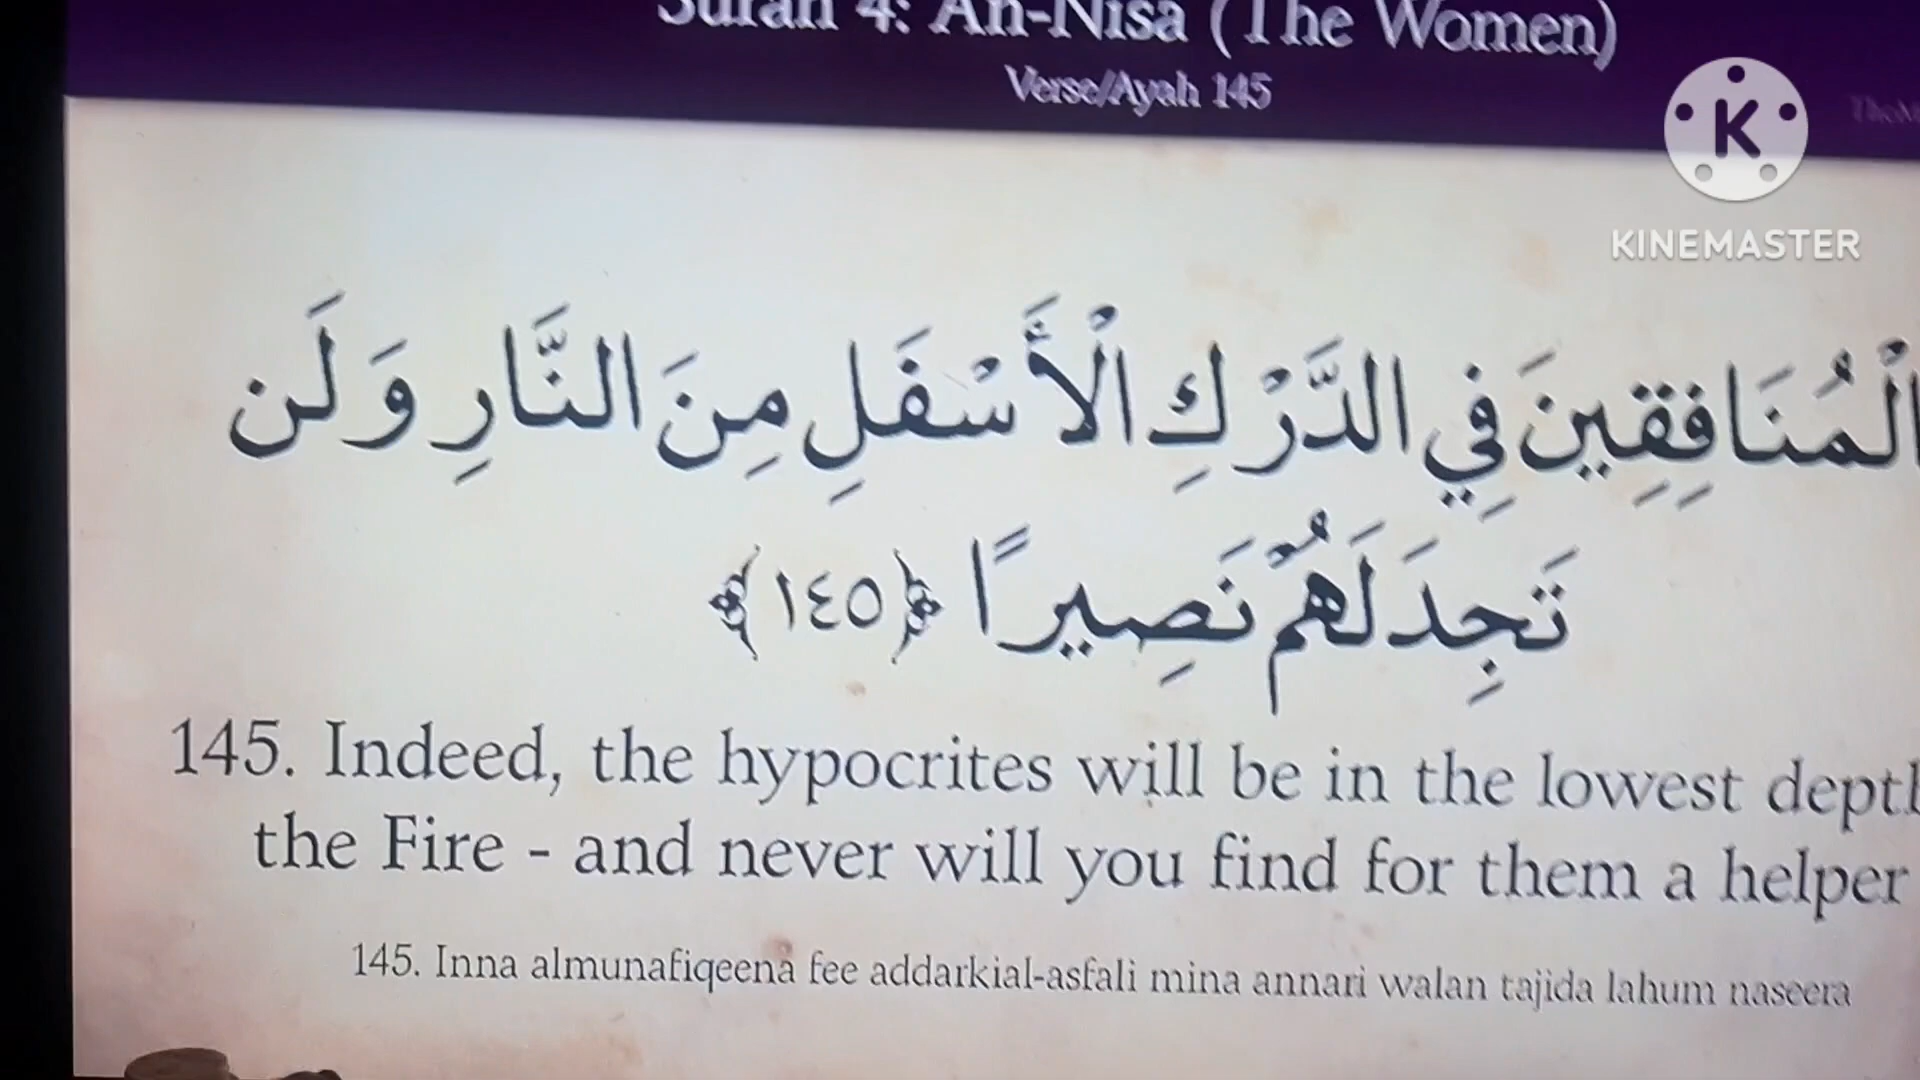 Surah 4: An-Nisa (The Women)
Verse/Ayah 145
K
KINEMASTER
الْمُنَافِقِينَ فِي الدَّرْكِ الْأَسْفَلِ مِنَ النَّارِ وَلَن
تَجِدَ لَهُمْ نَصِيرًا ﴿١٤٥﴾
145. Indeed, the hypocrites will be in the lowest
the Fire - and never will you find for them a helper
145. Inna almunafiqeena fee addarkial-asfali mina annari walan tajida lahum naseera